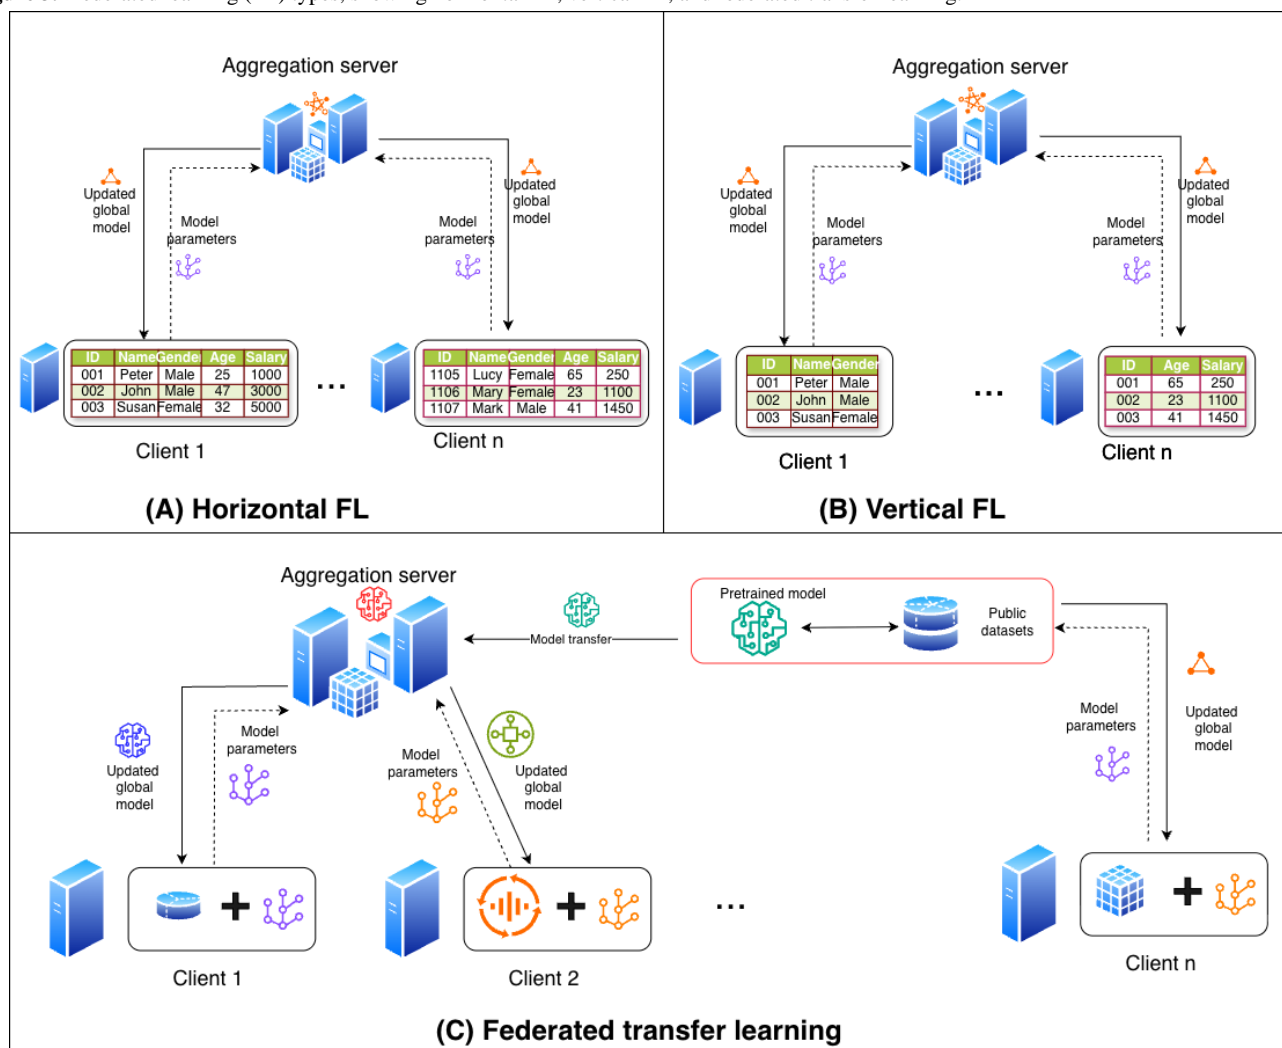 Aggregation server
Updated
global
model
Model
parameters
Model
parameters
Updated
global
model
ID Name Gender Age Salary
001 Peter Male 25 1000
002 John Male 47 3000
003 Susan Female 32 5000
Client 1
...
ID Name Gender Age Salary
1105 Lucy Female 65 250
1106 Mary Female 23 1100
1107 Mark Male 41 1450
Client n
(A) Horizontal FL
Aggregation server
Updated
global
model
Model
parameters
Model
parameters
Updated
global
model
ID Name Gender
001 Peter Male
002 John Male
003 Susan Female
Client 1
...
ID Age Salary
001 65 250
002 23 1100
003 41 1450
Client n
(B) Vertical FL
Aggregation server
Model transfer
Pretrained model
Public
datasets
Updated
global
model
Model
parameters
Model
parameters
Updated
global
model
Model
parameters
Updated
global
model
Client 1
Client 2
...
Client n
(C) Federated transfer learning